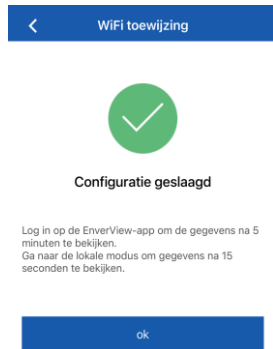 WiFi toewijzing
Configuratie geslaagd
Log in op de EnverView-app om de gegevens na 5
minuten te bekijken.
Ga naar de lokale modus om gegevens na 15
seconden te bekijken.
ok